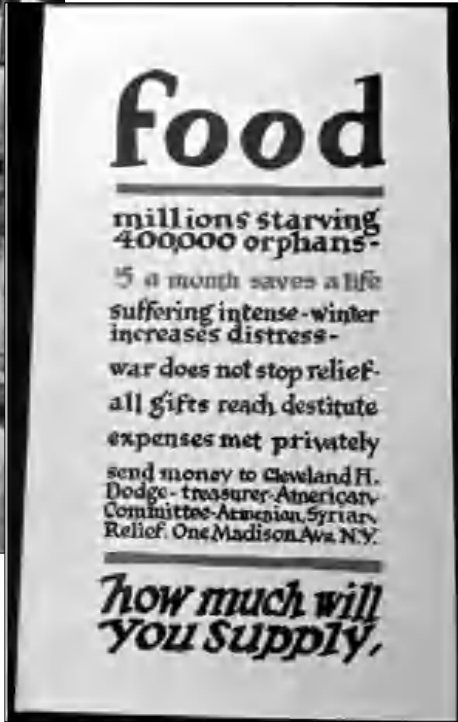 food
millions starving
400,000 orphans-
$5 a month saves a life
suffering intense-winter
increases distress-
war does not stop relief-
all gifts reach destitute
expenses met privately
send money to Cleveland H.
Dodge-treasurer-American
Committee-Armenian, Syrian
Relief. One Madison Ave N.Y.
how much will
you supply,